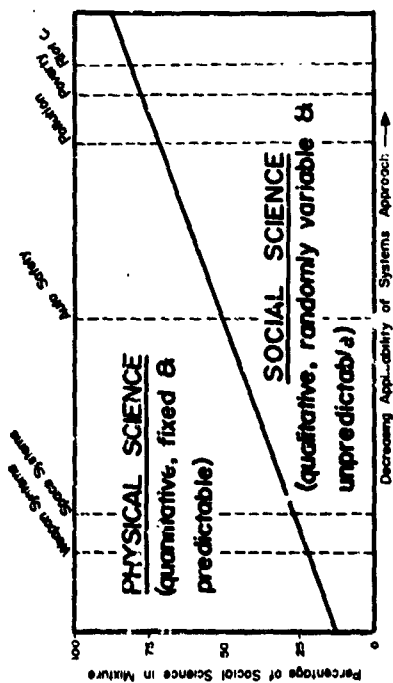 Weapon Systems
Space Systems
Auto Safety
Pollution
Poverty
Riot C.
100
75
50
25
0
Percentage of Social Science in Mixture
PHYSICAL SCIENCE
(quantitative, fixed &
predictable)
SOCIAL SCIENCE
(qualitative, randomly variable &
unpredictable)
Decreasing Applicability of Systems Approach